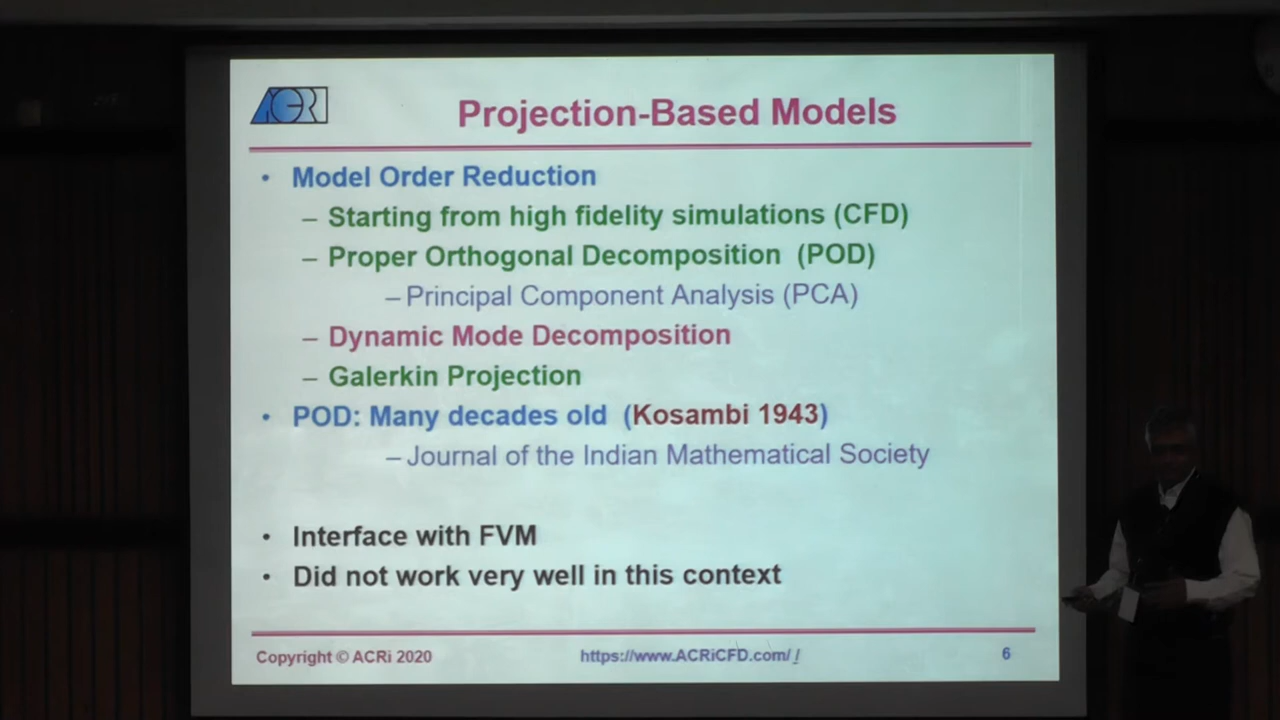 ACRi
Projection-Based Models
• Model Order Reduction
– Starting from high fidelity simulations (CFD)
– Proper Orthogonal Decomposition (POD)
– Principal Component Analysis (PCA)
– Dynamic Mode Decomposition
– Galerkin Projection
• POD: Many decades old (Kosambi 1943)
– Journal of the Indian Mathematical Society
• Interface with FVM
• Did not work very well in this context
Copyright © ACRi 2020 https://www.ACRiCFD.com/ / 6